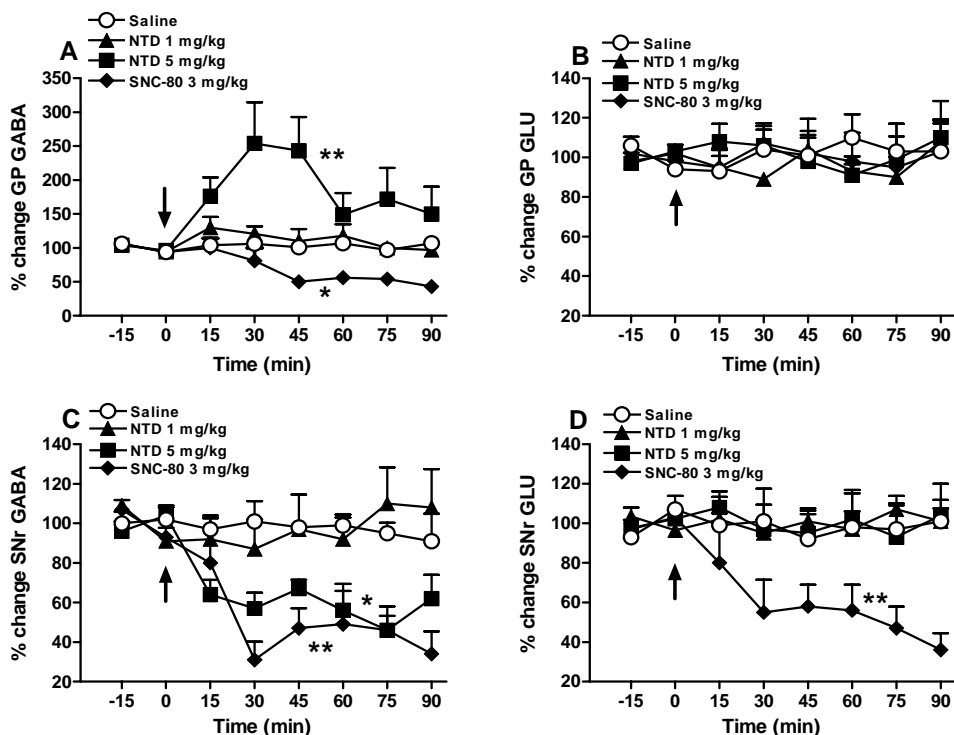 A
Saline
NTD 1 mg/kg
NTD 5 mg/kg
SNC-80 3 mg/kg
% change GP GABA
350
300
250
200
150
100
50
0
**
*
-15 0 15 30 45 60 75 90
Time (min)
B
Saline
NTD 1 mg/kg
NTD 5 mg/kg
SNC-80 3 mg/kg
% change GP GLU
140
120
100
80
60
40
20
-15 0 15 30 45 60 75 90
Time (min)
C
Saline
NTD 1 mg/kg
NTD 5 mg/kg
SNC-80 3 mg/kg
% change SNr GABA
140
120
100
80
60
40
20
*
**
-15 0 15 30 45 60 75 90
Time (min)
D
Saline
NTD 1 mg/kg
NTD 5 mg/kg
SNC-80 3 mg/kg
% change SNr GLU
140
120
100
80
60
40
20
**
-15 0 15 30 45 60 75 90
Time (min)